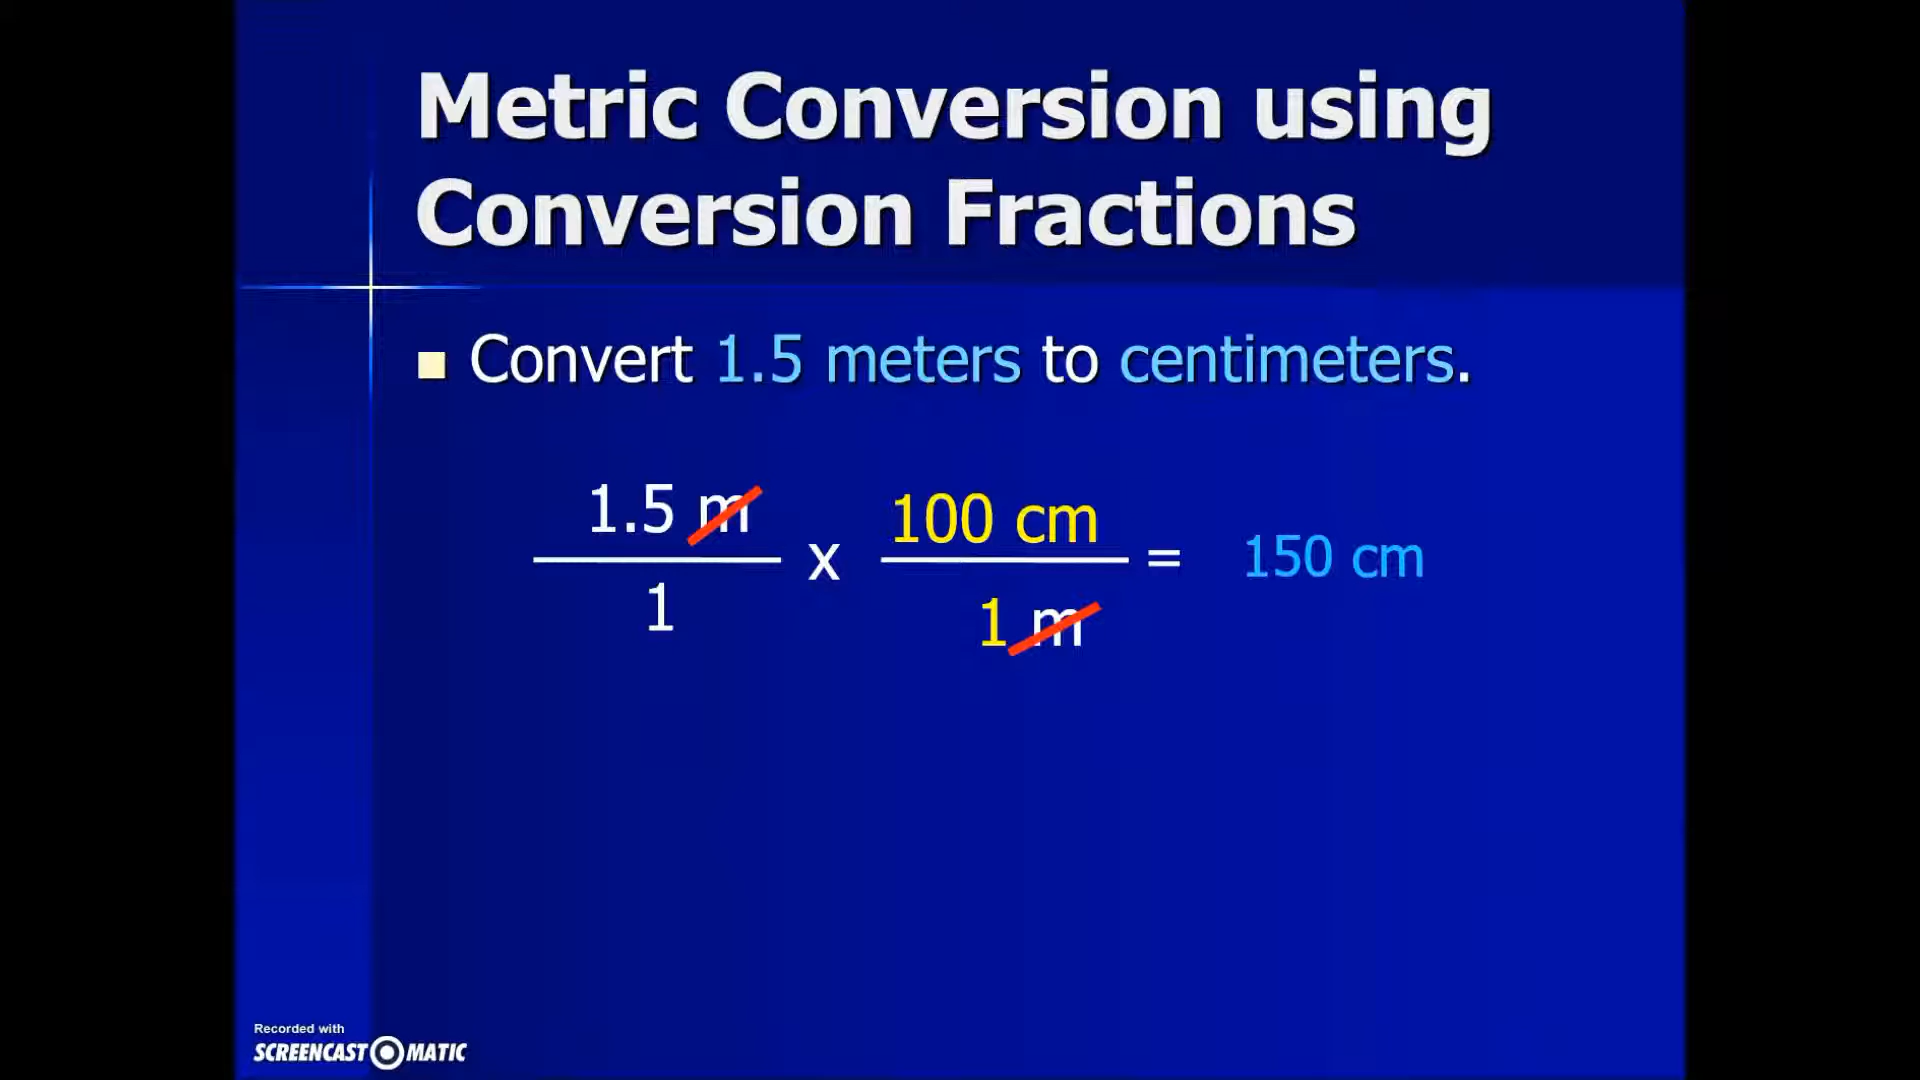 Metric Conversion using
Conversion Fractions
Convert 1.5 meters to centimeters.
1.5 m x 100 cm = 150 cm
1 1 m
Recorded with
SCREENCAST MATIC